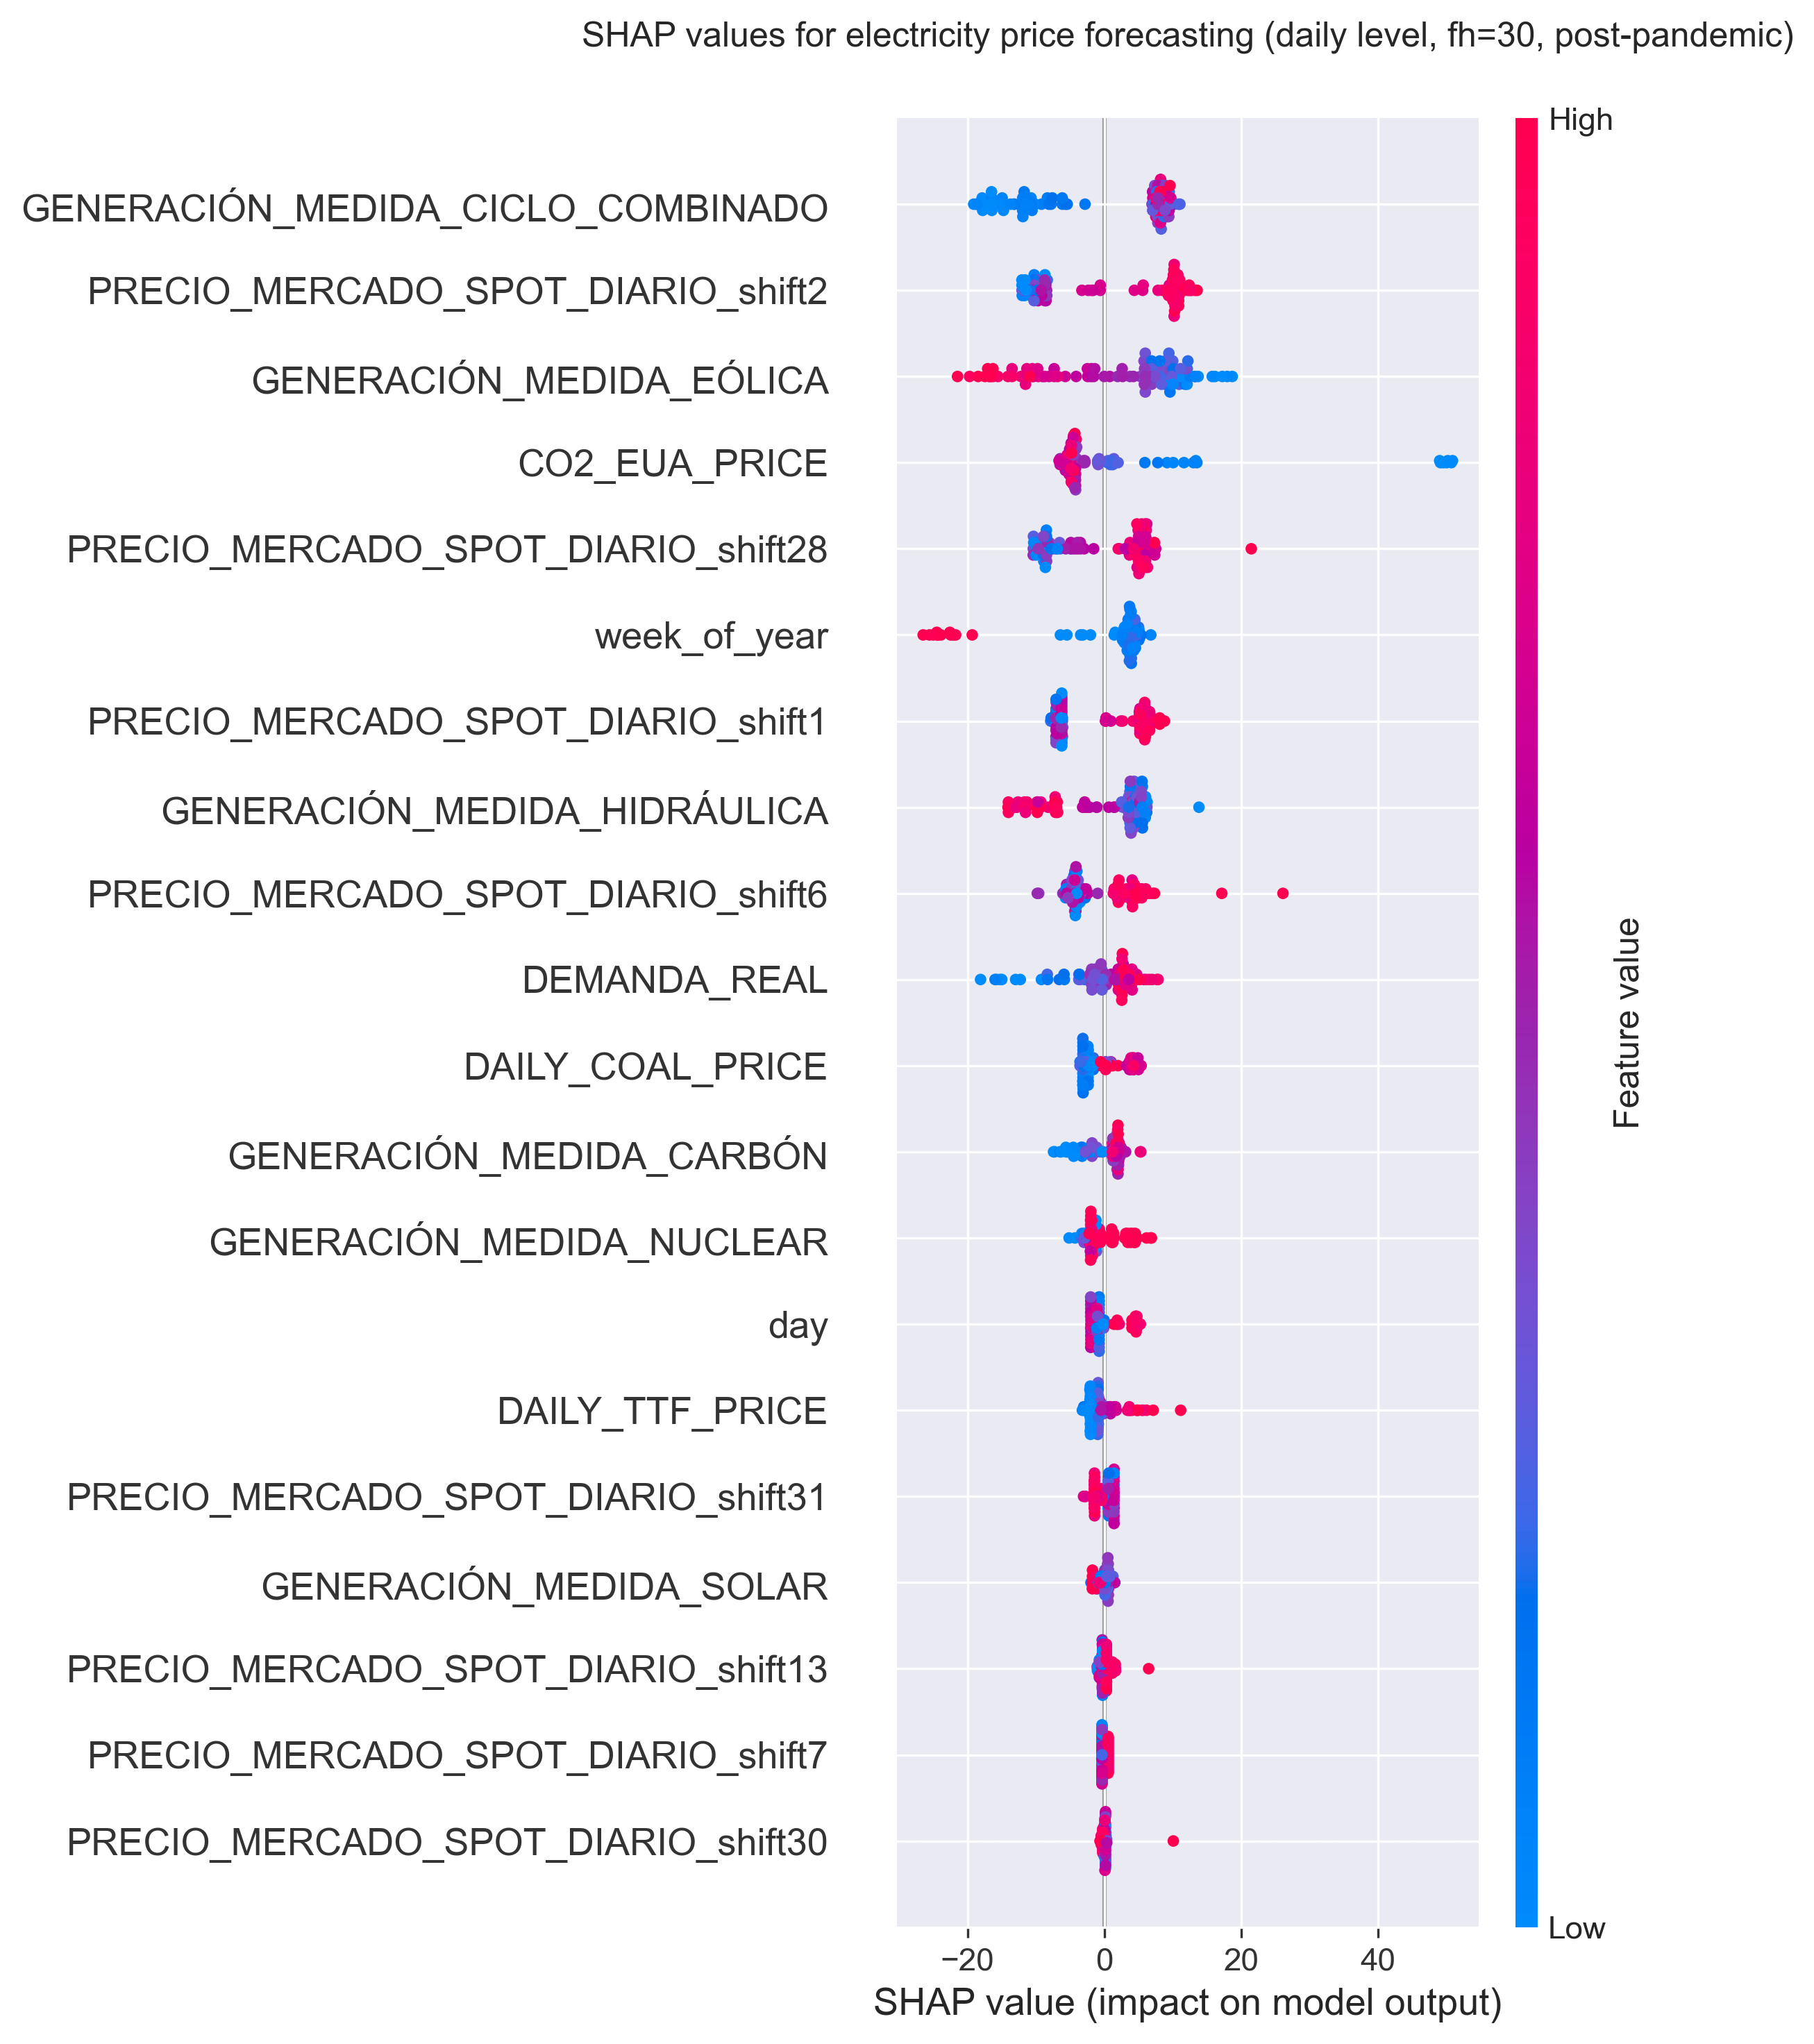 SHAP values for electricity price forecasting (daily level, fh=30, post-pandemic)
High
GENERACIÓN_MEDIDA_CICLO_COMBINADO
PRECIO_MERCADO_SPOT_DIARIO_shift2
GENERACIÓN_MEDIDA_EÓLICA
CO2_EUA_PRICE
PRECIO_MERCADO_SPOT_DIARIO_shift28
week_of_year
PRECIO_MERCADO_SPOT_DIARIO_shift1
GENERACIÓN_MEDIDA_HIDRÁULICA
PRECIO_MERCADO_SPOT_DIARIO_shift6
DEMANDA_REAL
DAILY_COAL_PRICE
GENERACIÓN_MEDIDA_CARBÓN
GENERACIÓN_MEDIDA_NUCLEAR
day
DAILY_TTF_PRICE
PRECIO_MERCADO_SPOT_DIARIO_shift31
GENERACIÓN_MEDIDA_SOLAR
PRECIO_MERCADO_SPOT_DIARIO_shift13
PRECIO_MERCADO_SPOT_DIARIO_shift7
PRECIO_MERCADO_SPOT_DIARIO_shift30
Feature value
Low
−20 0 20 40
SHAP value (impact on model output)